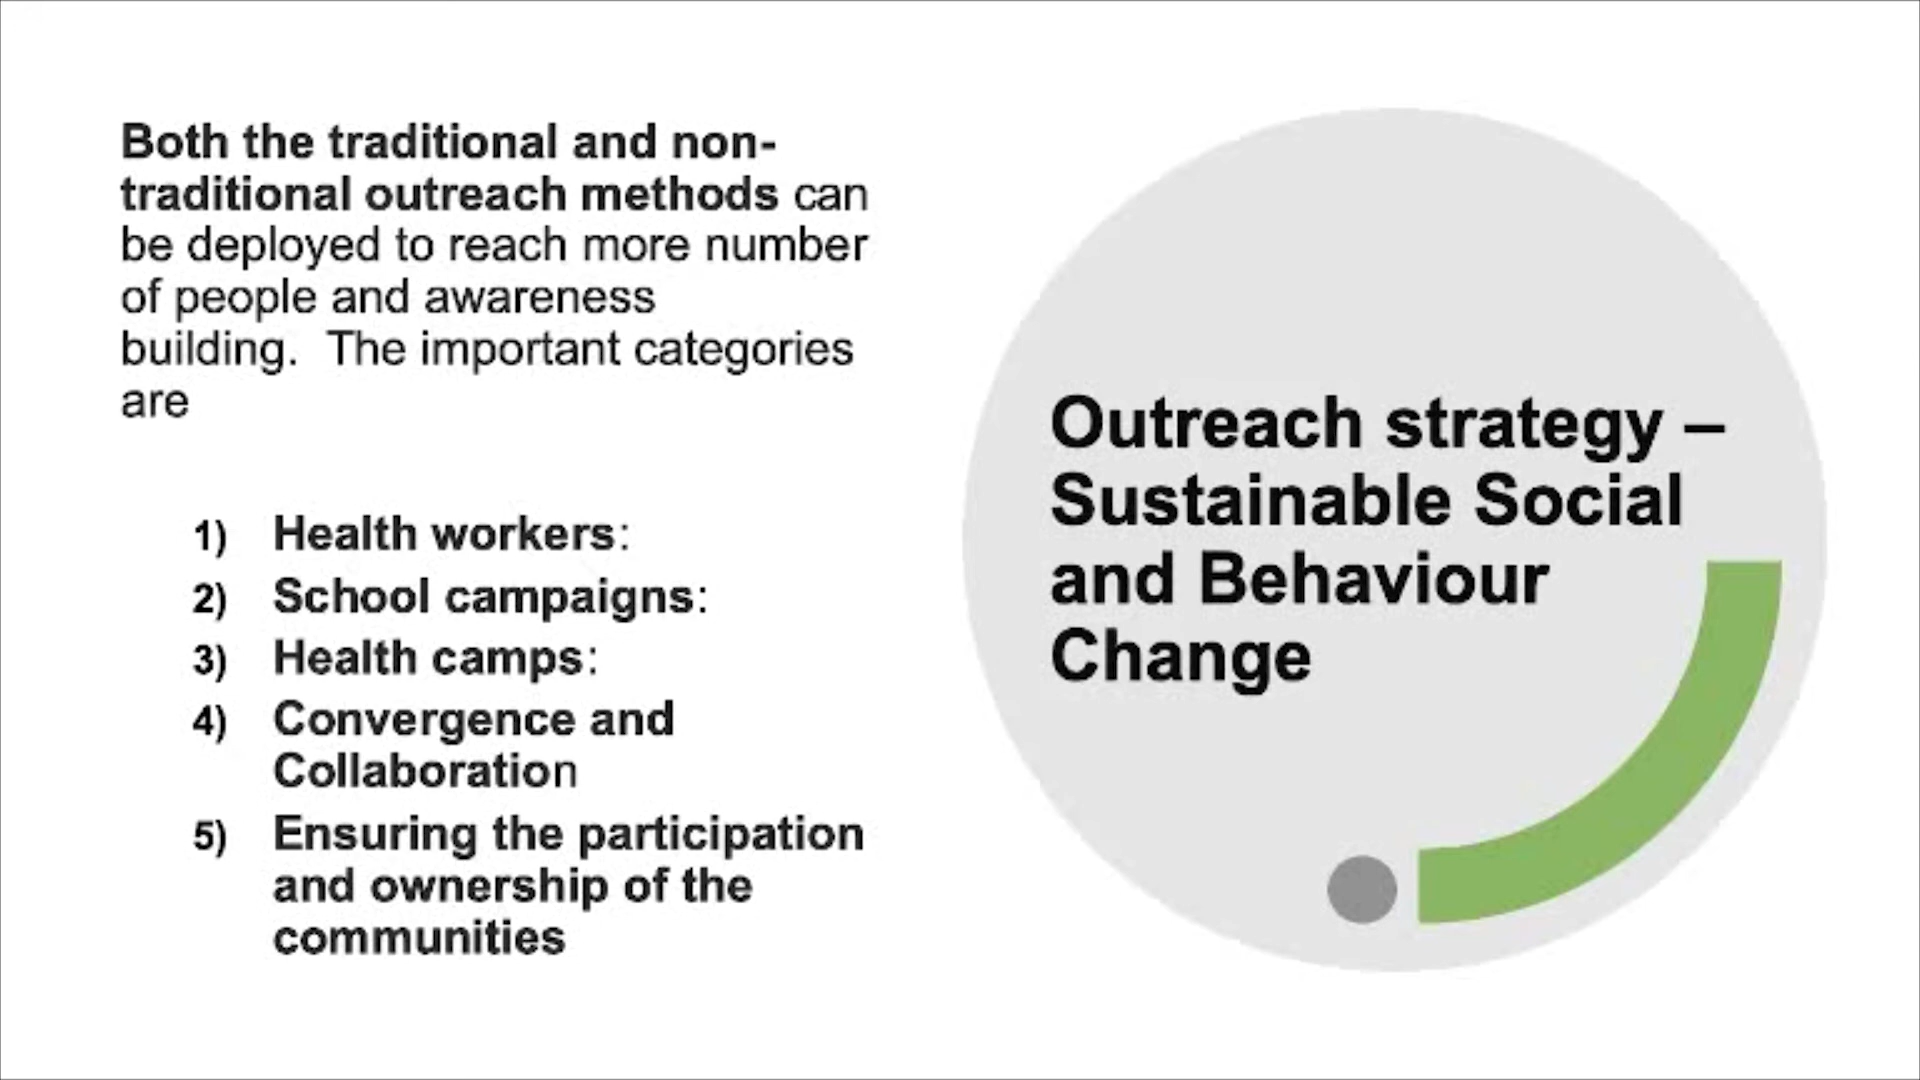 Both the traditional and non-
traditional outreach methods can
be deployed to reach more number
of people and awareness
building.  The important categories
are
1) Health workers:
2) School campaigns:
3) Health camps:
4) Convergence and
Collaboration
5) Ensuring the participation
and ownership of the
communities
Outreach strategy –
Sustainable Social
and Behaviour
Change